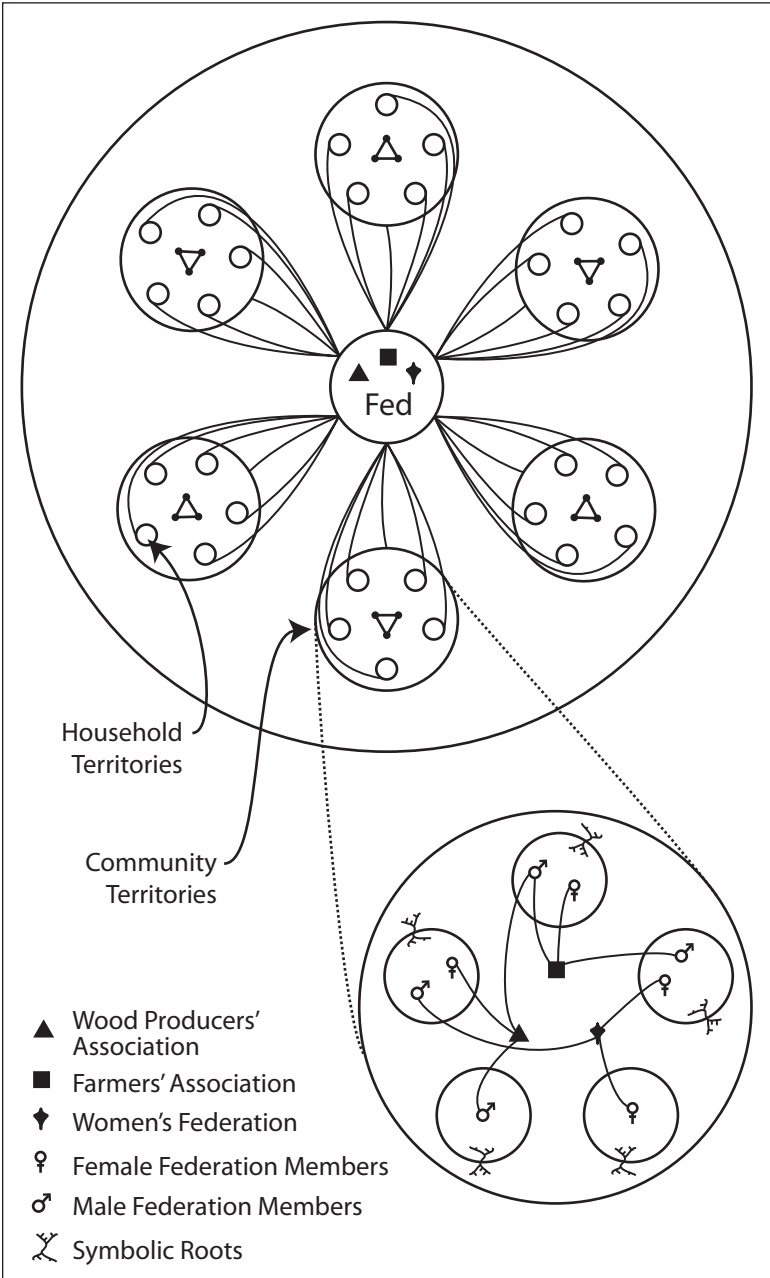 Fed
Household
Territories
Community
Territories
Wood Producers'
Association
Farmers' Association
Women's Federation
Female Federation Members
Male Federation Members
Symbolic Roots